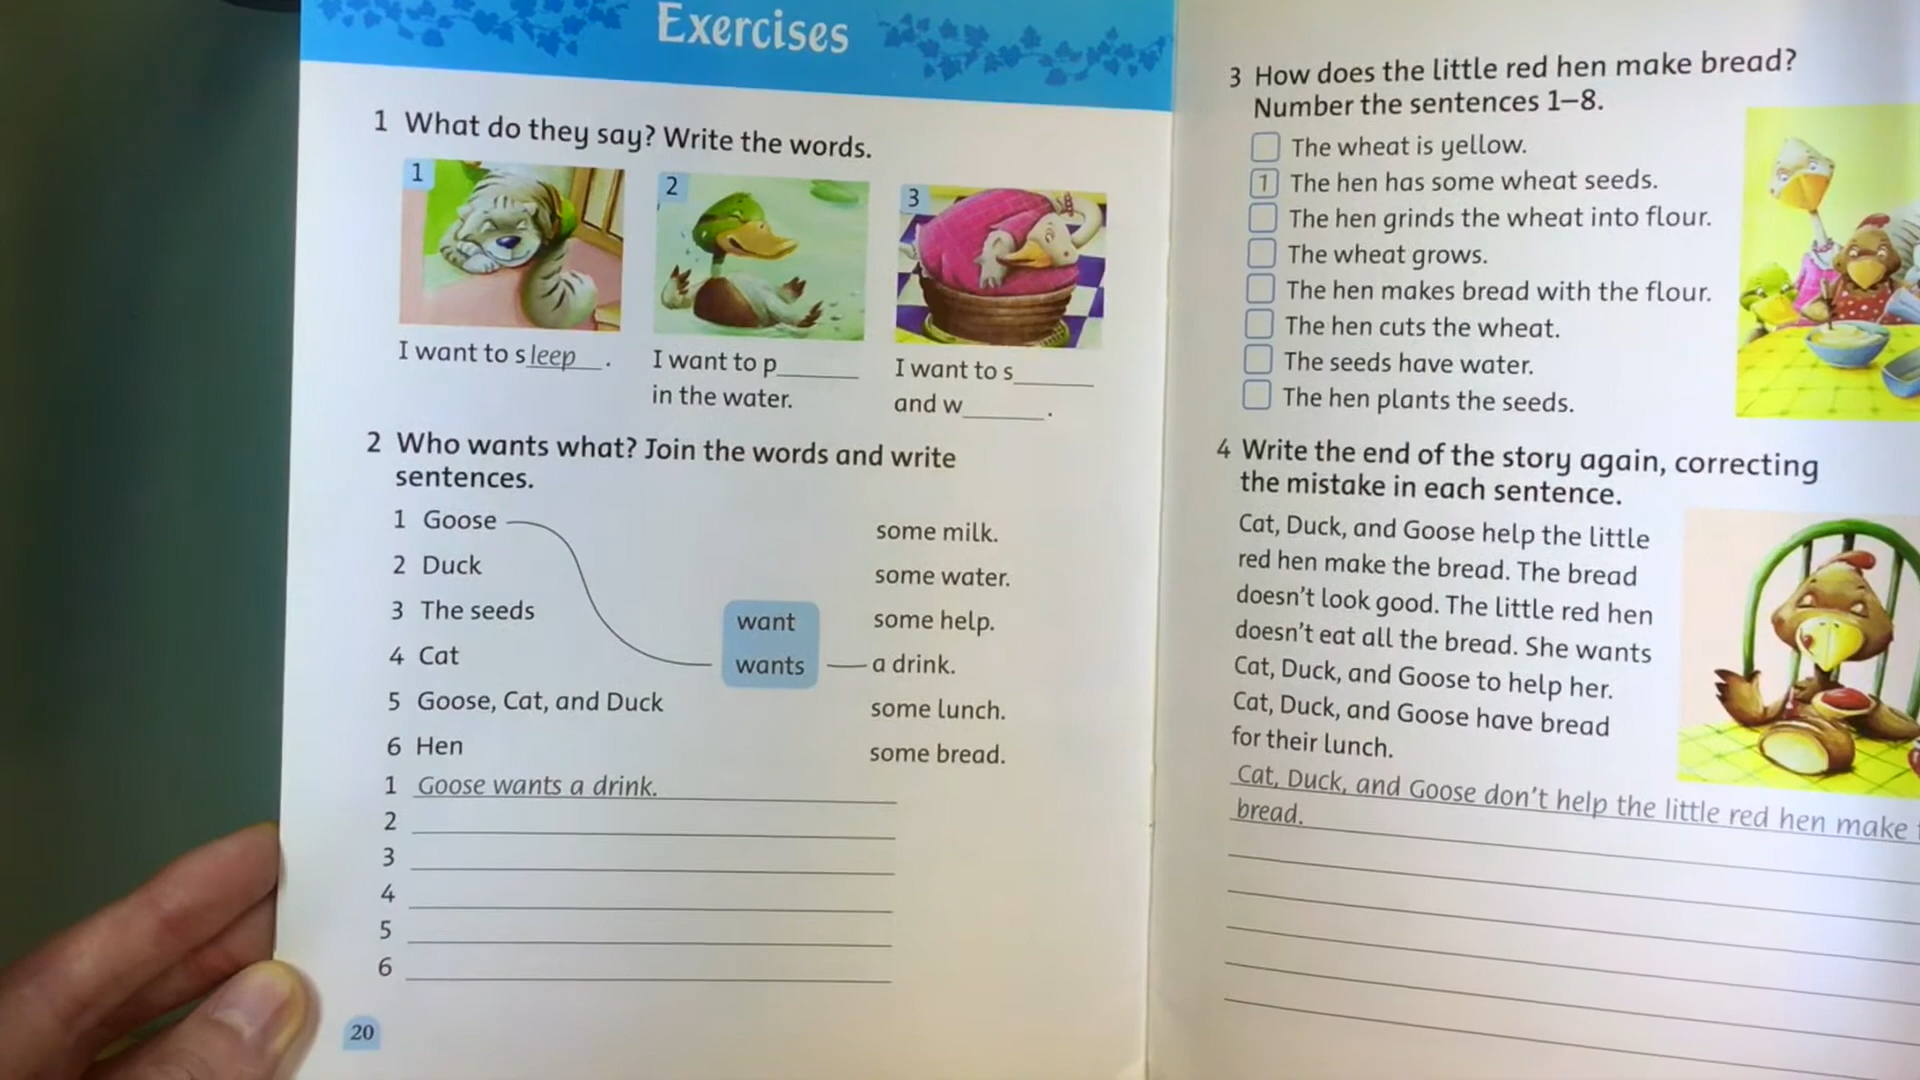 Exercises
1 What do they say? Write the words.
1
2
3
I want to sleep .
I want to p______
in the water.
I want to s______
and w______.
2 Who wants what? Join the words and write
sentences.
1 Goose
2 Duck
3 The seeds
4 Cat
5 Goose, Cat, and Duck
6 Hen
want
wants
some milk.
some water.
some help.
a drink.
some lunch.
some bread.
1 Goose wants a drink.
2
3
4
5
6
20
3 How does the little red hen make bread?
Number the sentences 1–8.
The wheat is yellow.
1 The hen has some wheat seeds.
The hen grinds the wheat into flour.
The wheat grows.
The hen makes bread with the flour.
The hen cuts the wheat.
The seeds have water.
The hen plants the seeds.
4 Write the end of the story again, correcting
the mistake in each sentence.
Cat, Duck, and Goose help the little
red hen make the bread. The bread
doesn't look good. The little red hen
doesn't eat all the bread. She wants
Cat, Duck, and Goose to help her.
Cat, Duck, and Goose have bread
for their lunch.
Cat, Duck, and Goose don't help the little red hen make
bread.